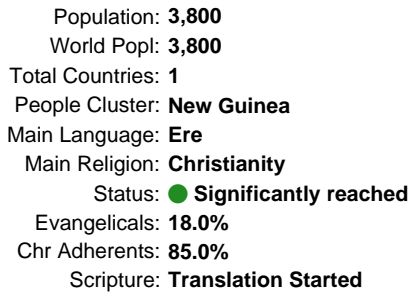 Population: 3,800
World Popl: 3,800
Total Countries: 1
People Cluster: New Guinea
Main Language: Ere
Main Religion: Christianity
Status: Significantly reached
Evangelicals: 18.0%
Chr Adherents: 85.0%
Scripture: Translation Started